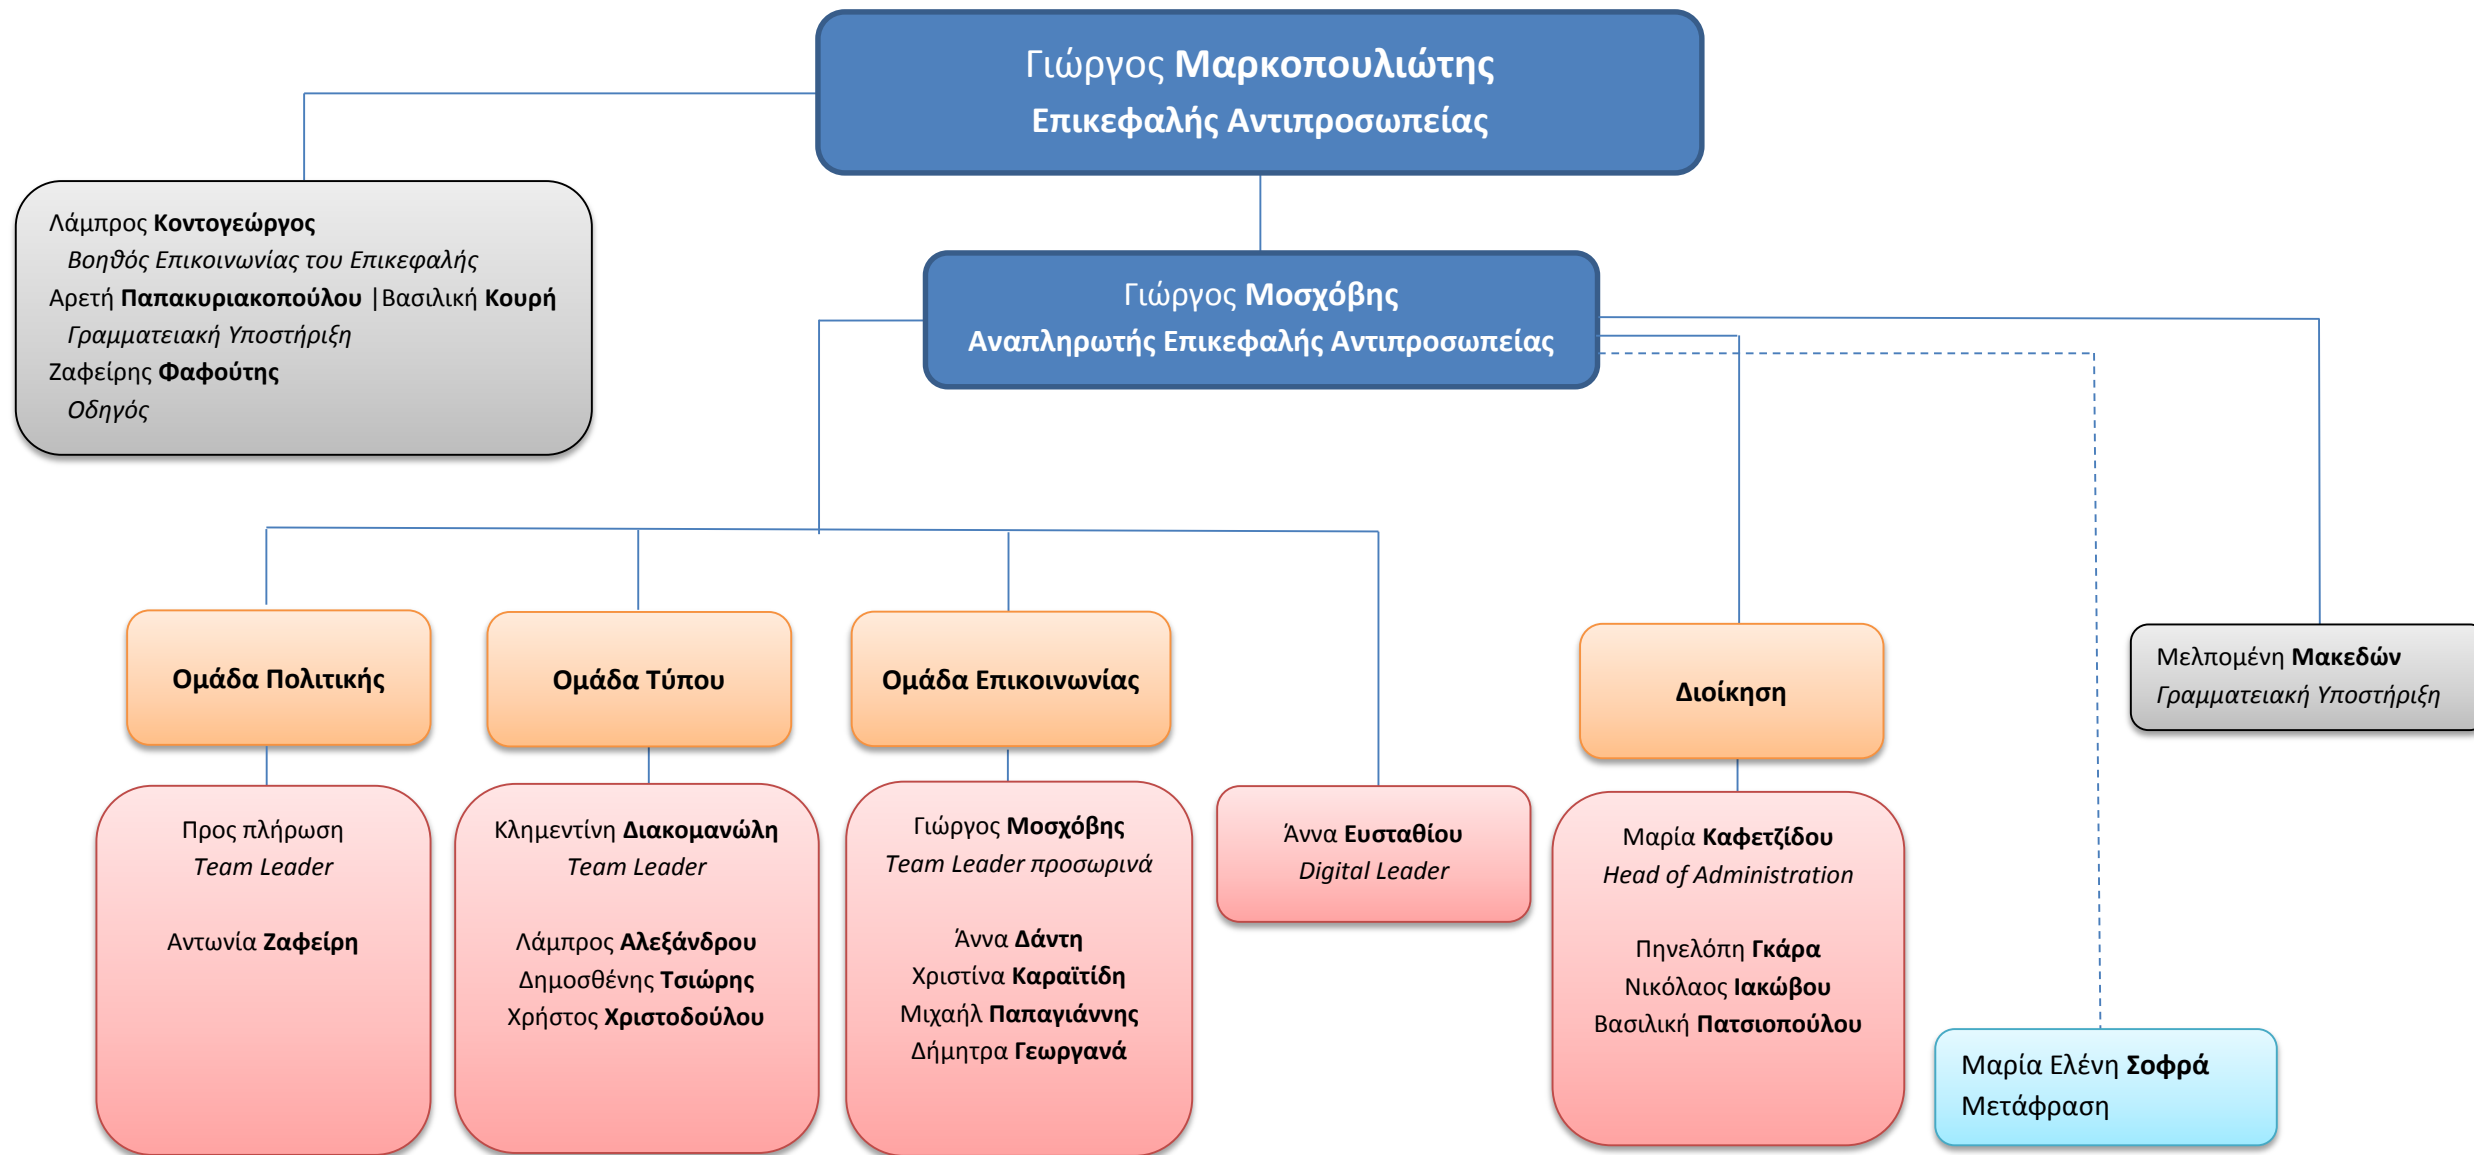 Γιώργος Μαρκοπουλιώτης
Επικεφαλής Αντιπροσωπείας
Λάμπρος Κοντογεώργος
Βοηθός Επικοινωνίας του Επικεφαλής
Αρετή Παπακυριακοπούλου |Βασιλική Κουρή
Γραμματειακή Υποστήριξη
Ζαφείρης Φαφούτης
Οδηγός
Γιώργος Μοσχόβης
Αναπληρωτής Επικεφαλής Αντιπροσωπείας
Ομάδα Πολιτικής
Ομάδα Τύπου
Ομάδα Επικοινωνίας
Διοίκηση
Μελπομένη Μακεδών
Γραμματειακή Υποστήριξη
Προς πλήρωση
Team Leader
Αντωνία Ζαφείρη
Κλημεντίνη Διακομανώλη
Team Leader
Λάμπρος Αλεξάνδρου
Δημοσθένης Τσιώρης
Χρήστος Χριστοδούλου
Γιώργος Μοσχόβης
Team Leader προσωρινά
Άννα Δάντη
Χριστίνα Καραϊτίδη
Μιχαήλ Παπαγιάννης
Δήμητρα Γεωργανά
Άννα Ευσταθίου
Digital Leader
Μαρία Καφετζίδου
Head of Administration
Πηνελόπη Γκάρα
Νικόλαος Ιακώβου
Βασιλική Πατσιοπούλου
Μαρία Ελένη Σοφρά
Μετάφραση